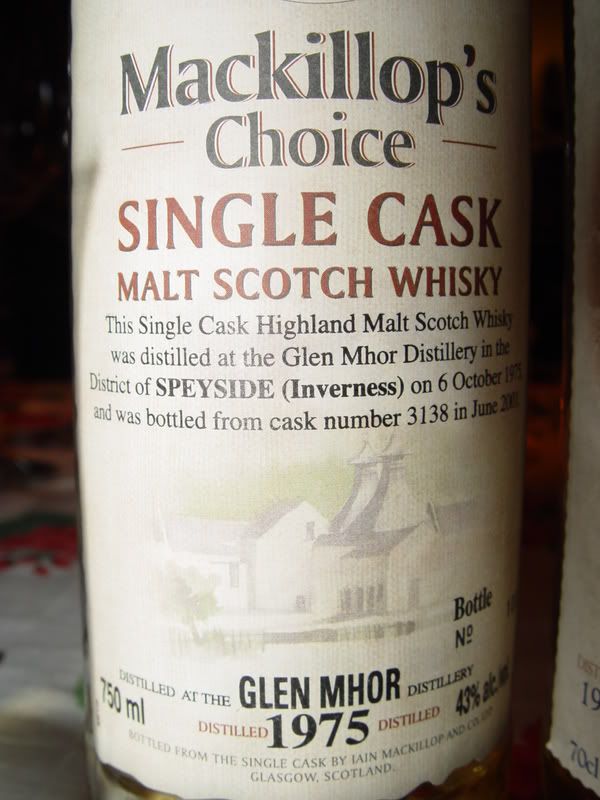 Mackillop's
Choice
SINGLE CASK
MALT SCOTCH WHISKY
This Single Cask Highland Malt Scotch Whisky
was distilled at the Glen Mhor Distillery in the
District of SPEYSIDE (Inverness) on 6 October 1975
and was bottled from cask number 3138 in June
Bottle
Nº
DISTILLED AT THE GLEN MHOR DISTILLERY
750 ml
43% alc./vol
DISTILLED 1975 DISTILLED
BOTTLED FROM THE SINGLE CASK BY IAIN MACKILLOP AND CO. LTD
GLASGOW, SCOTLAND.
70cl